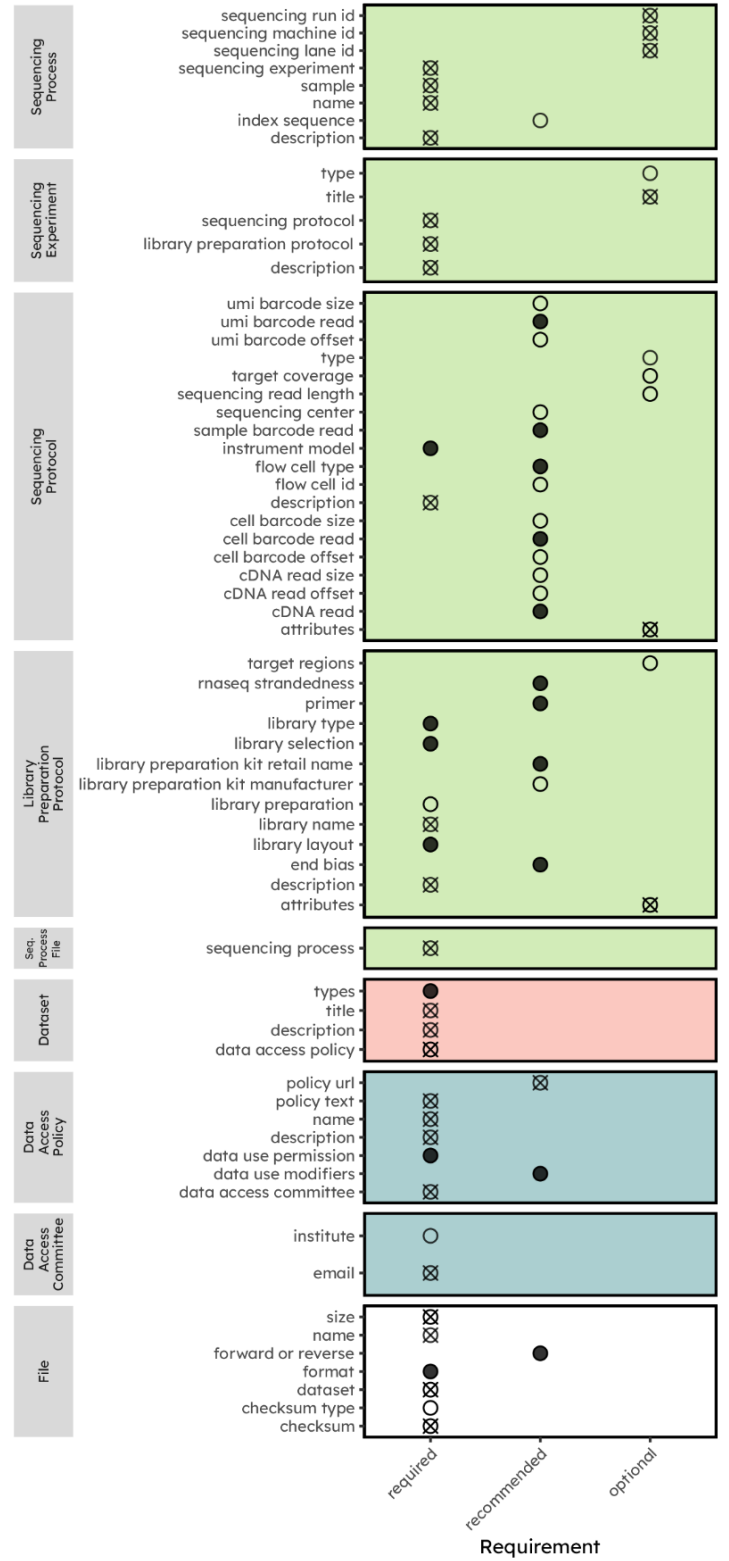 Sequencing
Process
sequencing run id
sequencing machine id
sequencing lane id
sequencing experiment
sample
name
index sequence
description
Sequencing
Experiment
type
title
sequencing protocol
library preparation protocol
description
Sequencing
Protocol
umi barcode size
umi barcode read
umi barcode offset
type
target coverage
sequencing read length
sequencing center
sample barcode read
instrument model
flow cell type
flow cell id
description
cell barcode size
cell barcode read
cell barcode offset
cDNA read size
cDNA read offset
cDNA read
attributes
Library
Preparation
Protocol
target regions
rnaseq strandedness
primer
library type
library selection
library preparation kit retail name
library preparation kit manufacturer
library preparation
library name
library layout
end bias
description
attributes
Seq.
Process
File
sequencing process
Dataset
types
title
description
data access policy
Data
Access
Policy
policy url
policy text
name
description
data use permission
data use modifiers
data access committee
Data
Access
Committee
institute
email
File
size
name
forward or reverse
format
dataset
checksum type
checksum
required
recommended
optional
Requirement